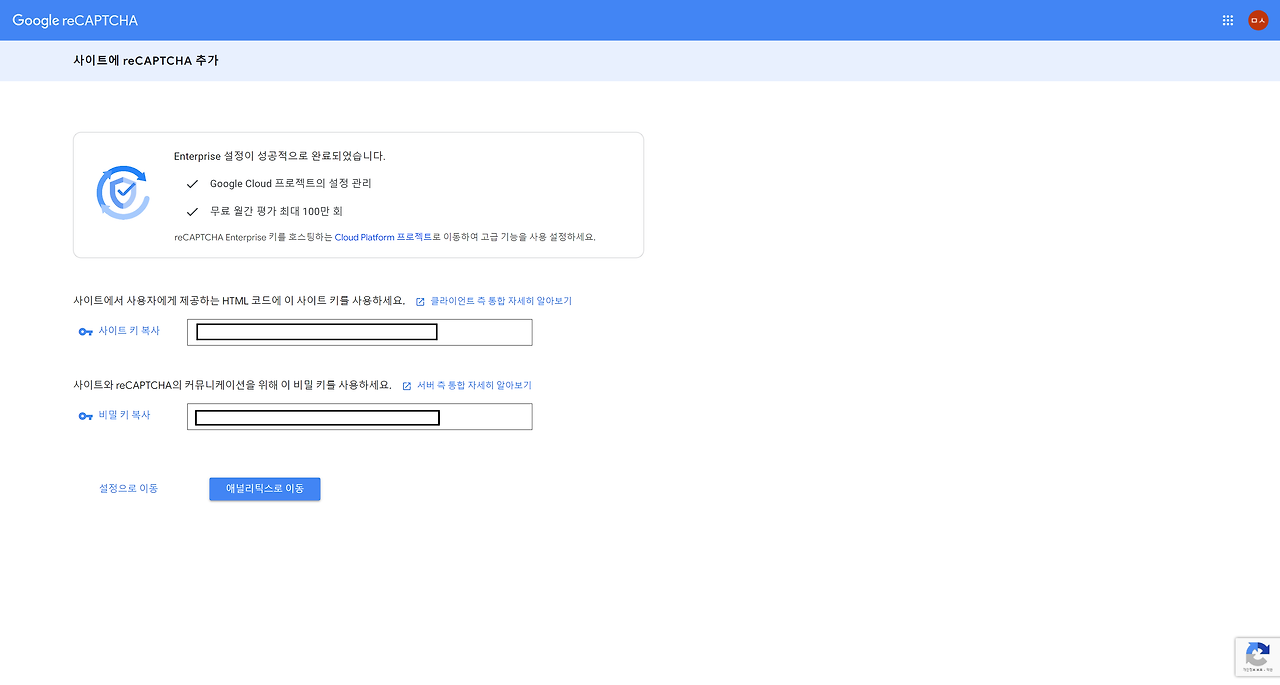 Google reCAPTCHA
ㅁㅅ
사이트에 reCAPTCHA 추가
Enterprise 설정이 성공적으로 완료되었습니다.
Google Cloud 프로젝트의 설정 관리
무료 월간 평가 최대 100만 회
reCAPTCHA Enterprise 키를 호스팅하는 Cloud Platform 프로젝트로 이동하여 고급 기능을 사용 설정하세요.
사이트에서 사용자에게 제공하는 HTML 코드에 이 사이트 키를 사용하세요. 클라이언트 측 통합 자세히 알아보기
사이트 키 복사
사이트와 reCAPTCHA의 커뮤니케이션을 위해 이 비밀 키를 사용하세요. 서버 측 통합 자세히 알아보기
비밀 키 복사
설정으로 이동 애널리틱스로 이동